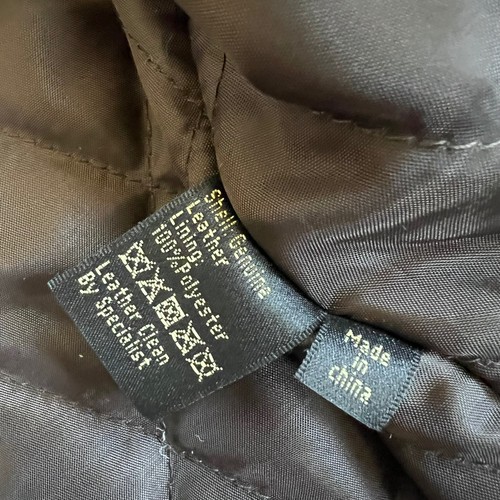 Shell Genuine
Leather
Lining:
100%Polyester
Leather Clean
By Specialist
Made
in
China